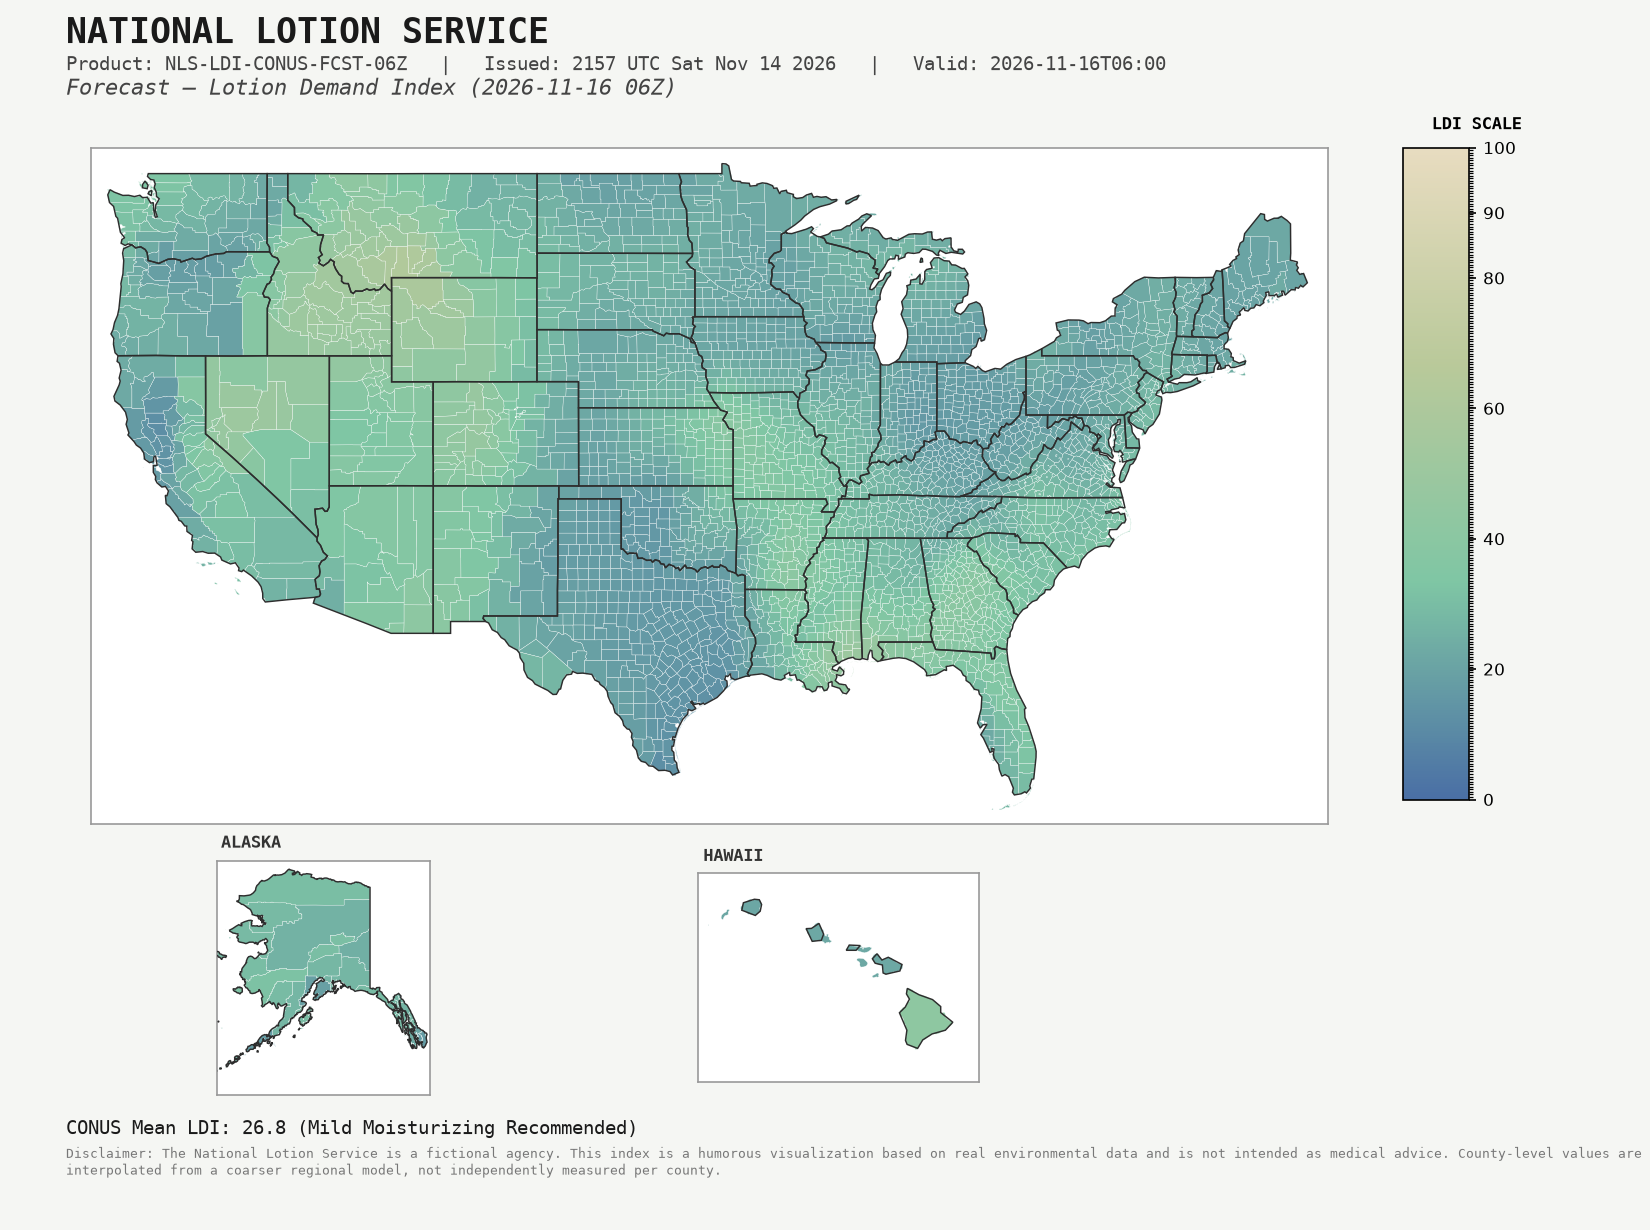 NATIONAL LOTION SERVICE
Product: NLS-LDI-CONUS-FCST-06Z | Issued: 2157 UTC Sat Nov 14 2026 | Valid: 2026-11-16T06:00
Forecast — Lotion Demand Index (2026-11-16 06Z)
LDI SCALE
100
90
80
60
40
20
0
ALASKA
HAWAII
CONUS Mean LDI: 26.8 (Mild Moisturizing Recommended)
Disclaimer: The National Lotion Service is a fictional agency. This index is a humorous visualization based on real environmental data and is not intended as medical advice. County-level values are
interpolated from a coarser regional model, not independently measured per county.